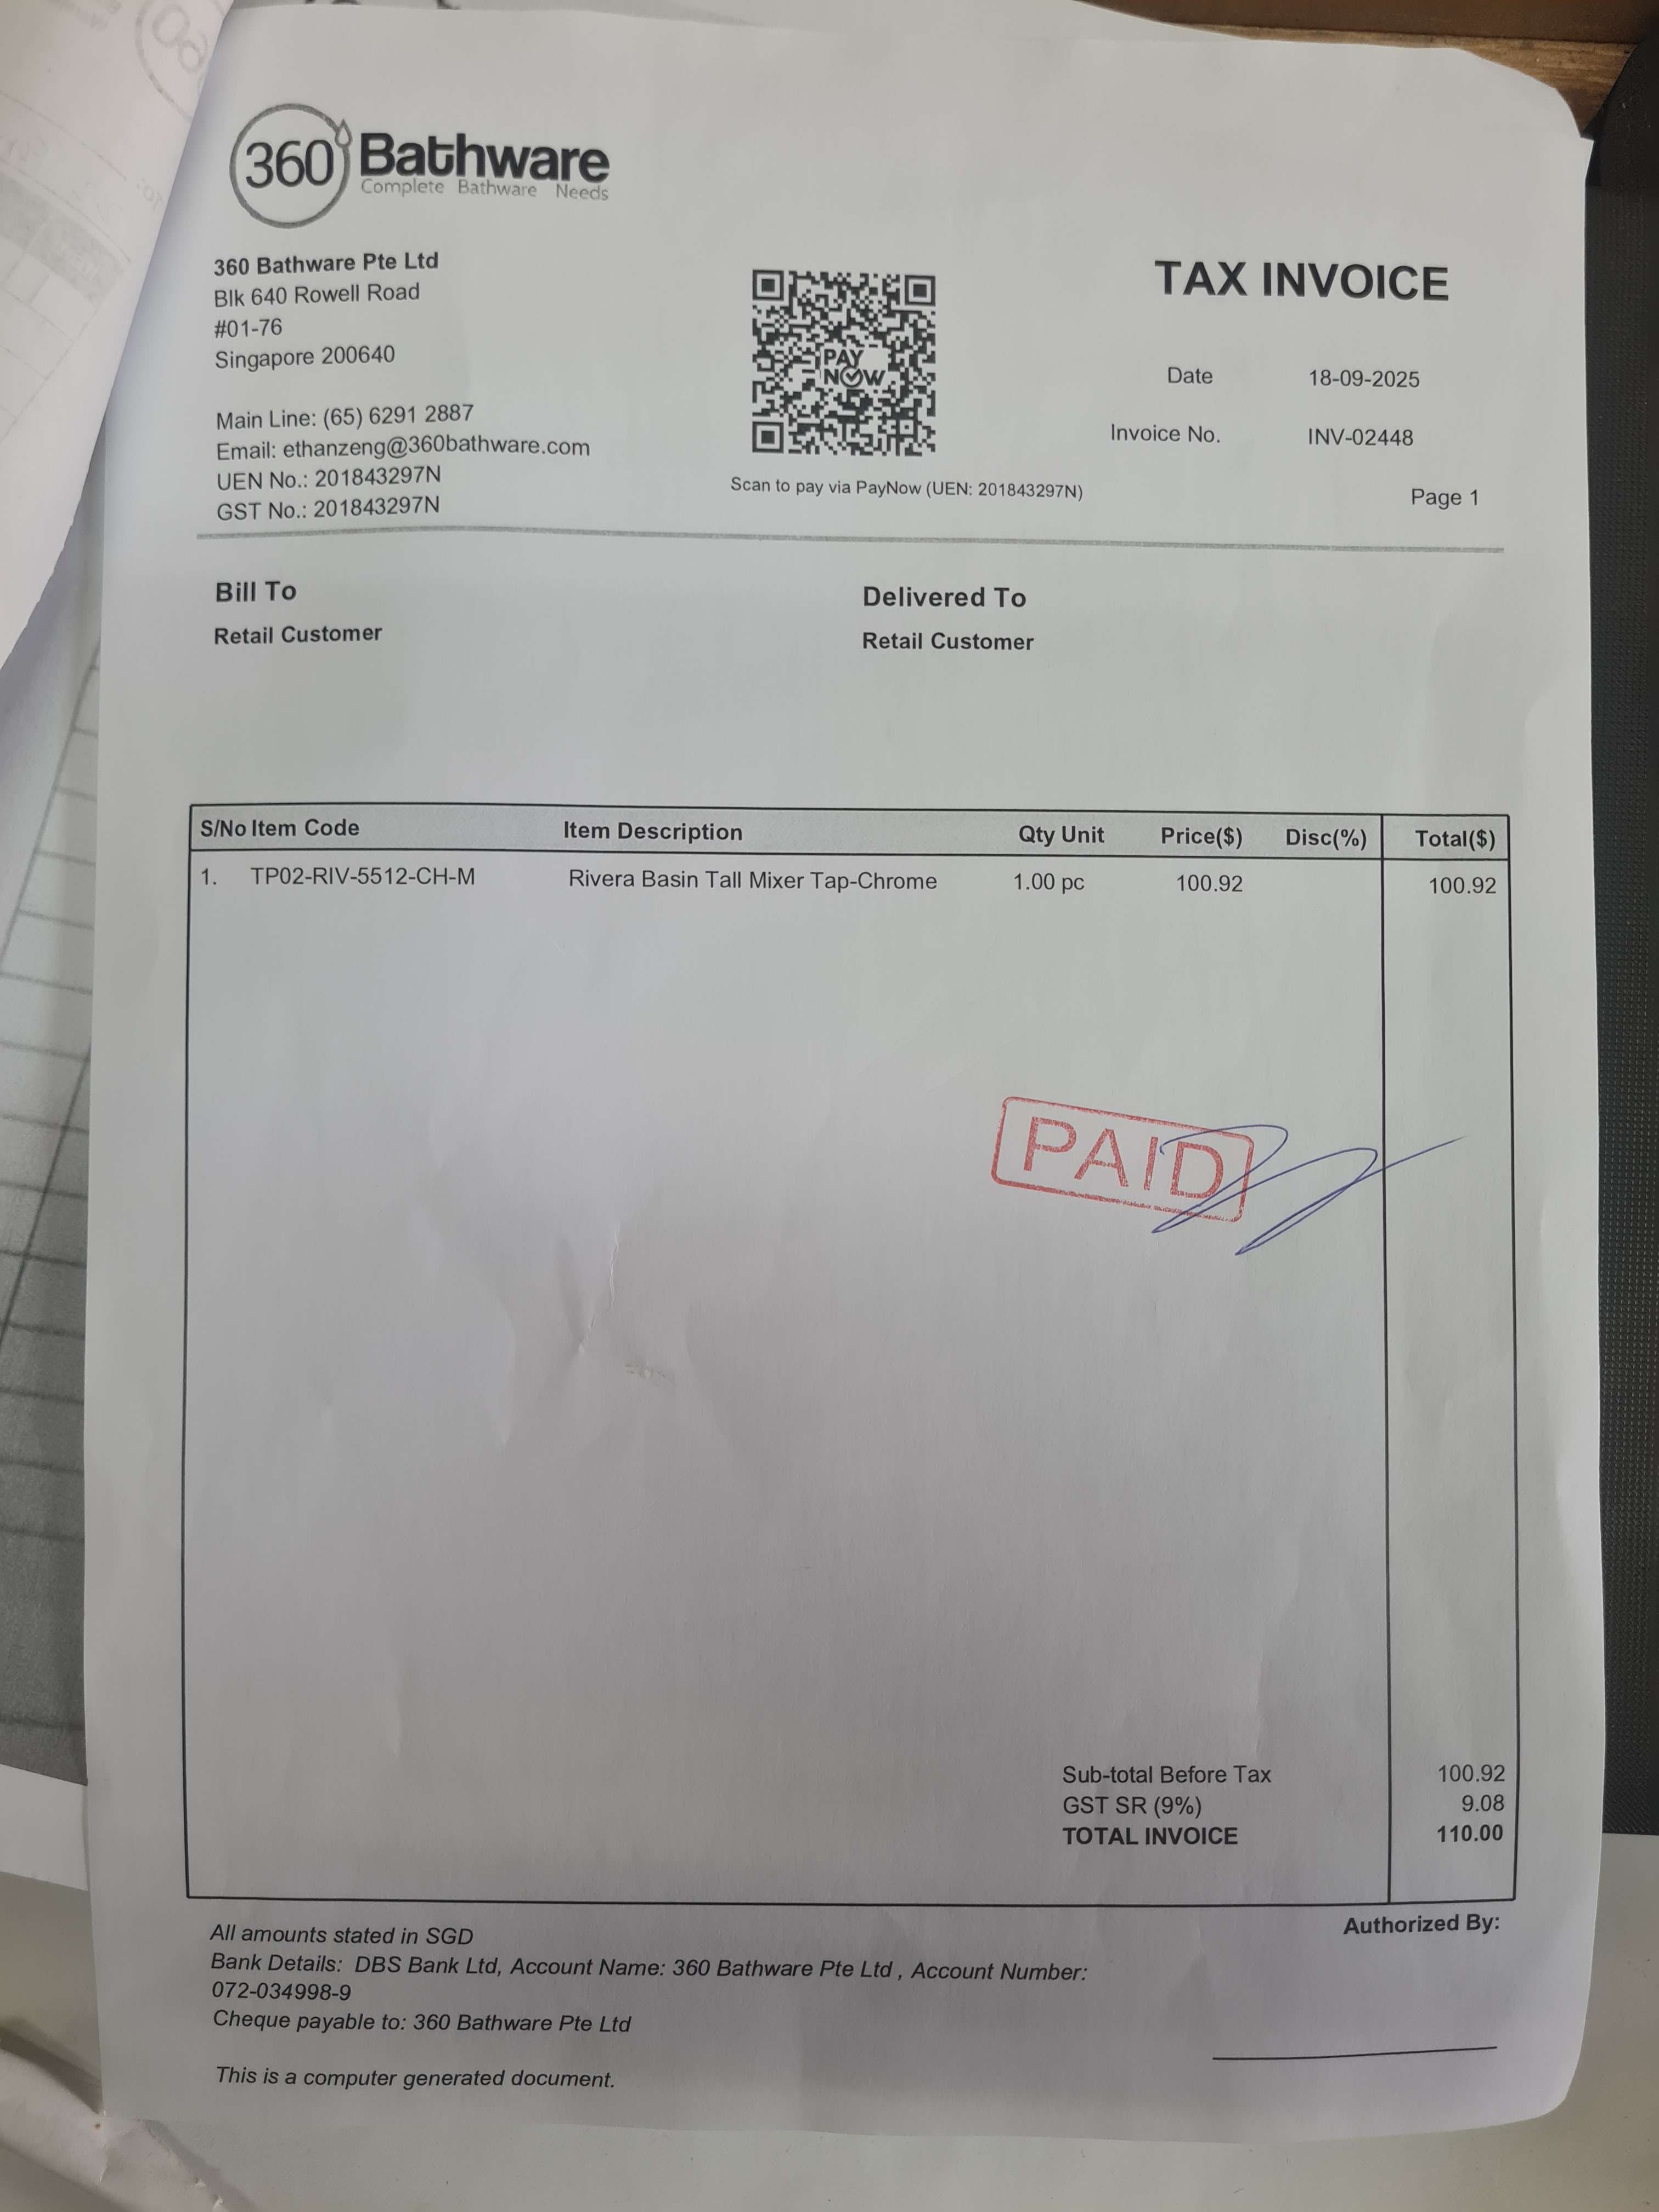 360 Bathware
Complete Bathware Needs
360 Bathware Pte Ltd
Blk 640 Rowell Road
#01-76
Singapore 200640
Main Line: (65) 6291 2887
Email: ethanzeng@360bathware.com
UEN No.: 201843297N
GST No.: 201843297N
PAY
NOW
Scan to pay via PayNow (UEN: 201843297N)
TAX INVOICE
Date 18-09-2025
Invoice No. INV-02448
Page 1
Bill To
Retail Customer
Delivered To
Retail Customer
S/No Item Code Item Description Qty Unit Price($) Disc(%) Total($)
1. TP02-RIV-5512-CH-M Rivera Basin Tall Mixer Tap-Chrome 1.00 pc 100.92 100.92
PAID
Sub-total Before Tax 100.92
GST SR (9%) 9.08
TOTAL INVOICE 110.00
All amounts stated in SGD
Bank Details: DBS Bank Ltd, Account Name: 360 Bathware Pte Ltd , Account Number:
072-034998-9
Cheque payable to: 360 Bathware Pte Ltd
This is a computer generated document.
Authorized By: